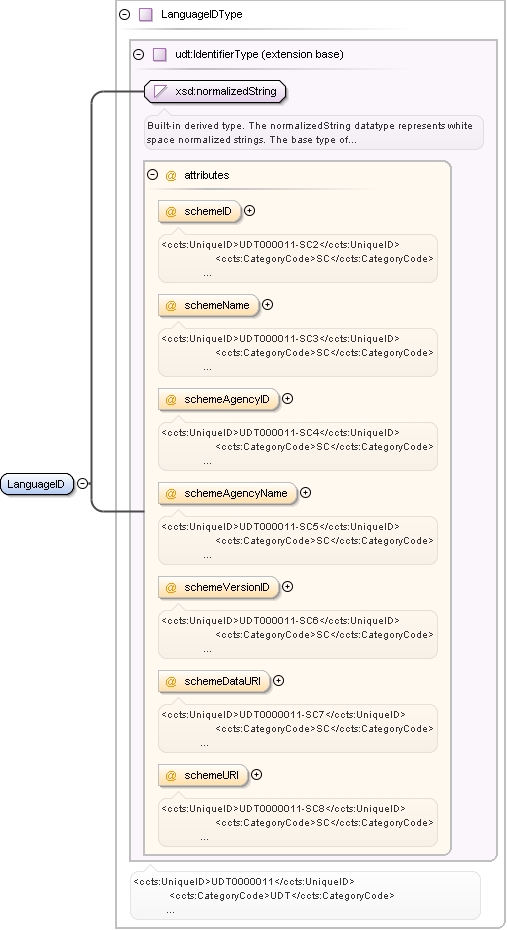 LanguageIDType
udt:IdentifierType (extension base)
xsd:normalizedString
Built-in derived type. The normalizedString datatype represents white
space normalized strings. The base type of...
@ attributes
@ schemeID
<ccts:UniqueID>UDT000011-SC2</ccts:UniqueID>
<ccts:CategoryCode>SC</ccts:CategoryCode>
...
@ schemeName
<ccts:UniqueID>UDT000011-SC3</ccts:UniqueID>
<ccts:CategoryCode>SC</ccts:CategoryCode>
...
@ schemeAgencyID
<ccts:UniqueID>UDT000011-SC4</ccts:UniqueID>
<ccts:CategoryCode>SC</ccts:CategoryCode>
...
LanguageID
@ schemeAgencyName
<ccts:UniqueID>UDT000011-SC5</ccts:UniqueID>
<ccts:CategoryCode>SC</ccts:CategoryCode>
...
@ schemeVersionID
<ccts:UniqueID>UDT000011-SC6</ccts:UniqueID>
<ccts:CategoryCode>SC</ccts:CategoryCode>
...
@ schemeDataURI
<ccts:UniqueID>UDT0000011-SC7</ccts:UniqueID>
<ccts:CategoryCode>SC</ccts:CategoryCode>
...
@ schemeURI
<ccts:UniqueID>UDT0000011-SC8</ccts:UniqueID>
<ccts:CategoryCode>SC</ccts:CategoryCode>
...
<ccts:UniqueID>UDT0000011</ccts:UniqueID>
<ccts:CategoryCode>UDT</ccts:CategoryCode>
...